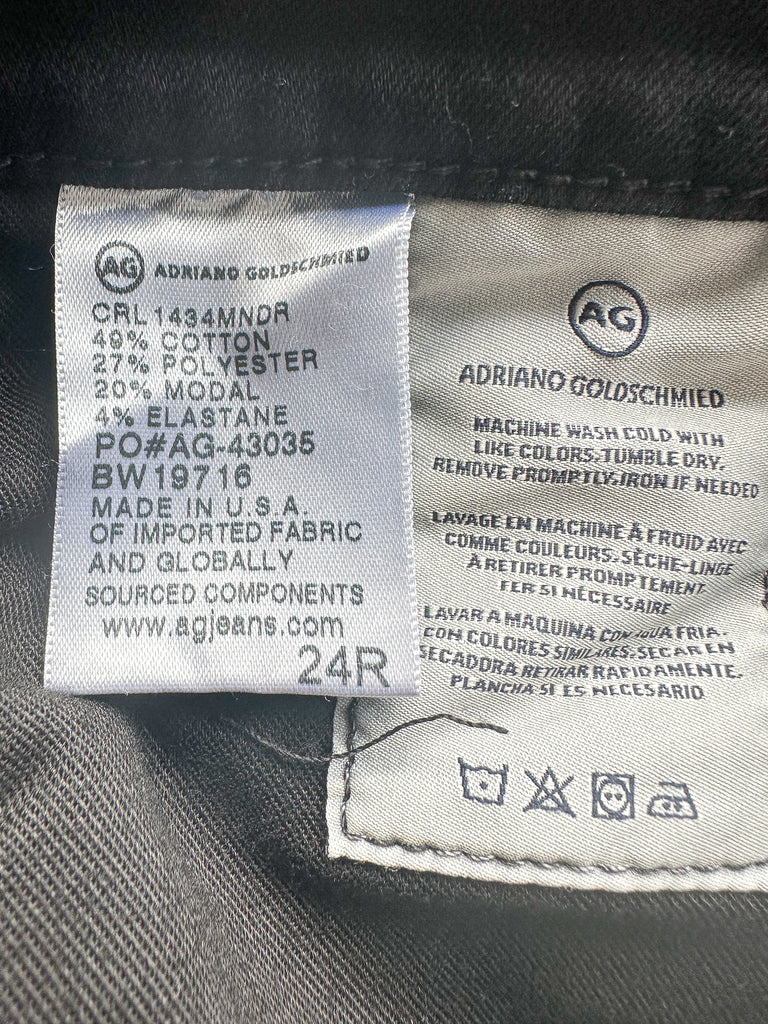 AG ADRIANO GOLDSCHMIED
CRL1434MNDR
49% COTTON
27% POLYESTER
20% MODAL
4% ELASTANE
PO#AG-43035
BW19716
MADE IN U.S.A.
OF IMPORTED FABRIC
AND GLOBALLY
SOURCED COMPONENTS
www.agjeans.com
24R
AG
ADRIANO GOLDSCHMIED
MACHINE WASH COLD WITH
LIKE COLORS. TUMBLE DRY.
REMOVE PROMPTLY. IRON IF NEEDED
LAVAGE EN MACHINE À FROID AVEC
COMME COULEURS. SÈCHE-LINGE
À RETIRER PROMPTEMENT
FER SI NÉCESSAIRE
LAVAR A MAQUINA CON AGUA FRIA.
CON COLORES SIMILARES. SECAR EN
SECADORA RETIRAR RAPIDAMENTE.
PLANCHA SI ES NECESARIO